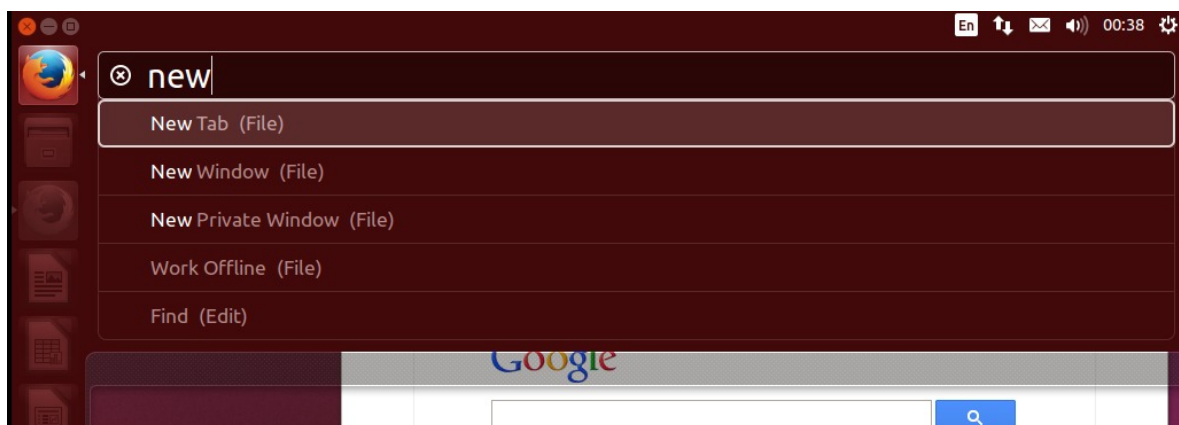 En 00:38
new
New Tab (File)
New Window (File)
New Private Window (File)
Work Offline (File)
Find (Edit)
Google